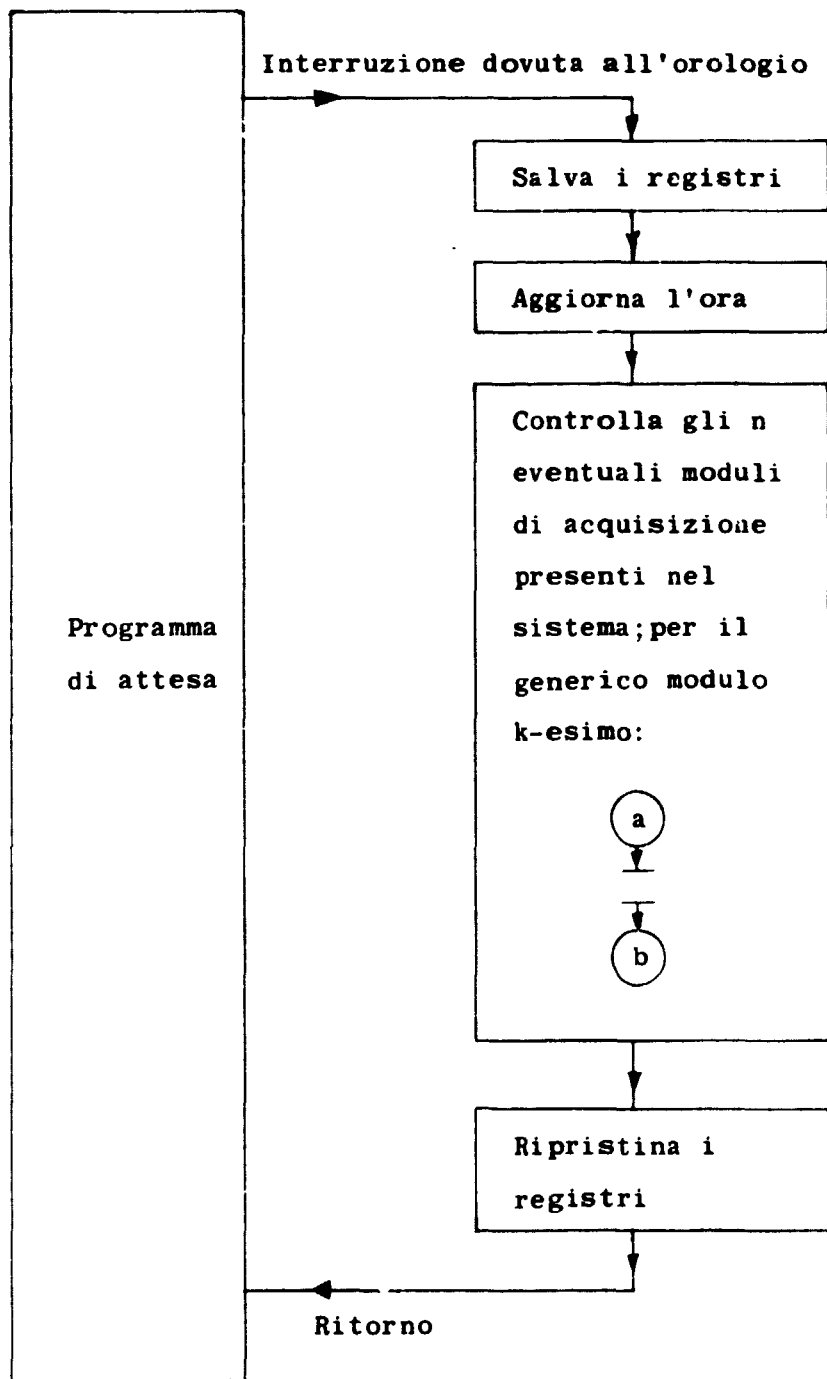 Interruzione dovuta all'orologio
Salva i registri
Aggiorna l'ora
Controlla gli n
eventuali moduli
di acquisizione
presenti nel
sistema;per il
generico modulo
k-esimo:
a
b
Programma
di attesa
Ripristina i
registri
Ritorno